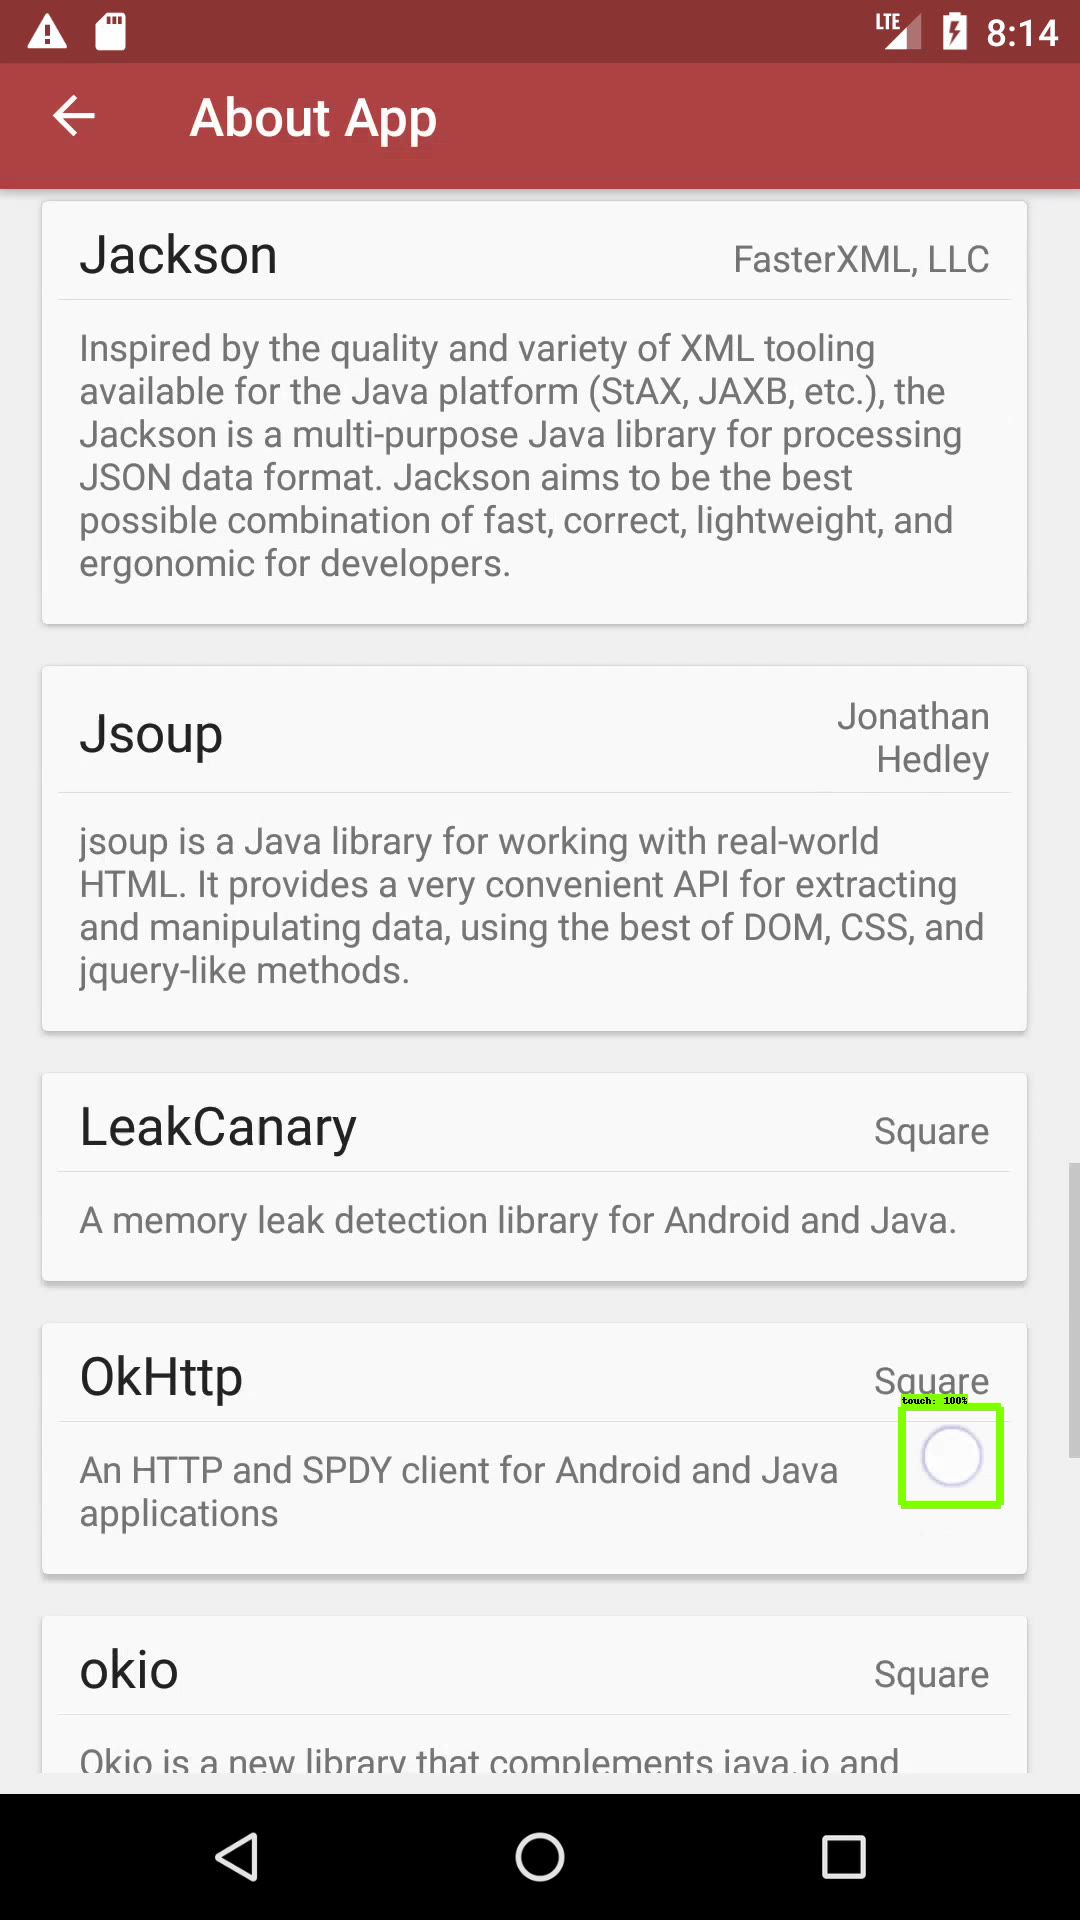 LTE 8:14
About App
Jackson FasterXML, LLC
Inspired by the quality and variety of XML tooling
available for the Java platform (StAX, JAXB, etc.), the
Jackson is a multi-purpose Java library for processing
JSON data format. Jackson aims to be the best
possible combination of fast, correct, lightweight, and
ergonomic for developers.
Jsoup Jonathan
Hedley
jsoup is a Java library for working with real-world
HTML. It provides a very convenient API for extracting
and manipulating data, using the best of DOM, CSS, and
jquery-like methods.
LeakCanary Square
A memory leak detection library for Android and Java.
OkHttp Square
touch: 100%
An HTTP and SPDY client for Android and Java
applications
okio Square
Okio is a new library that complements java.io and